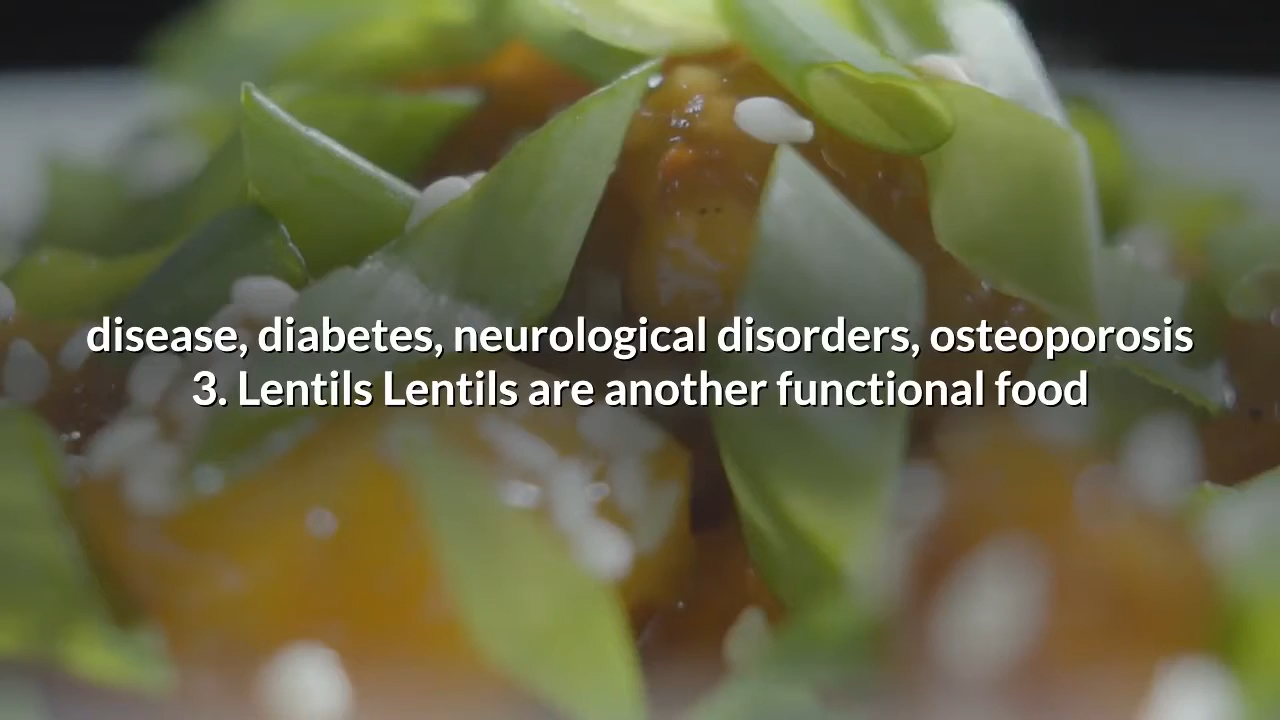 disease, diabetes, neurological disorders, osteoporosis
3. Lentils Lentils are another functional food